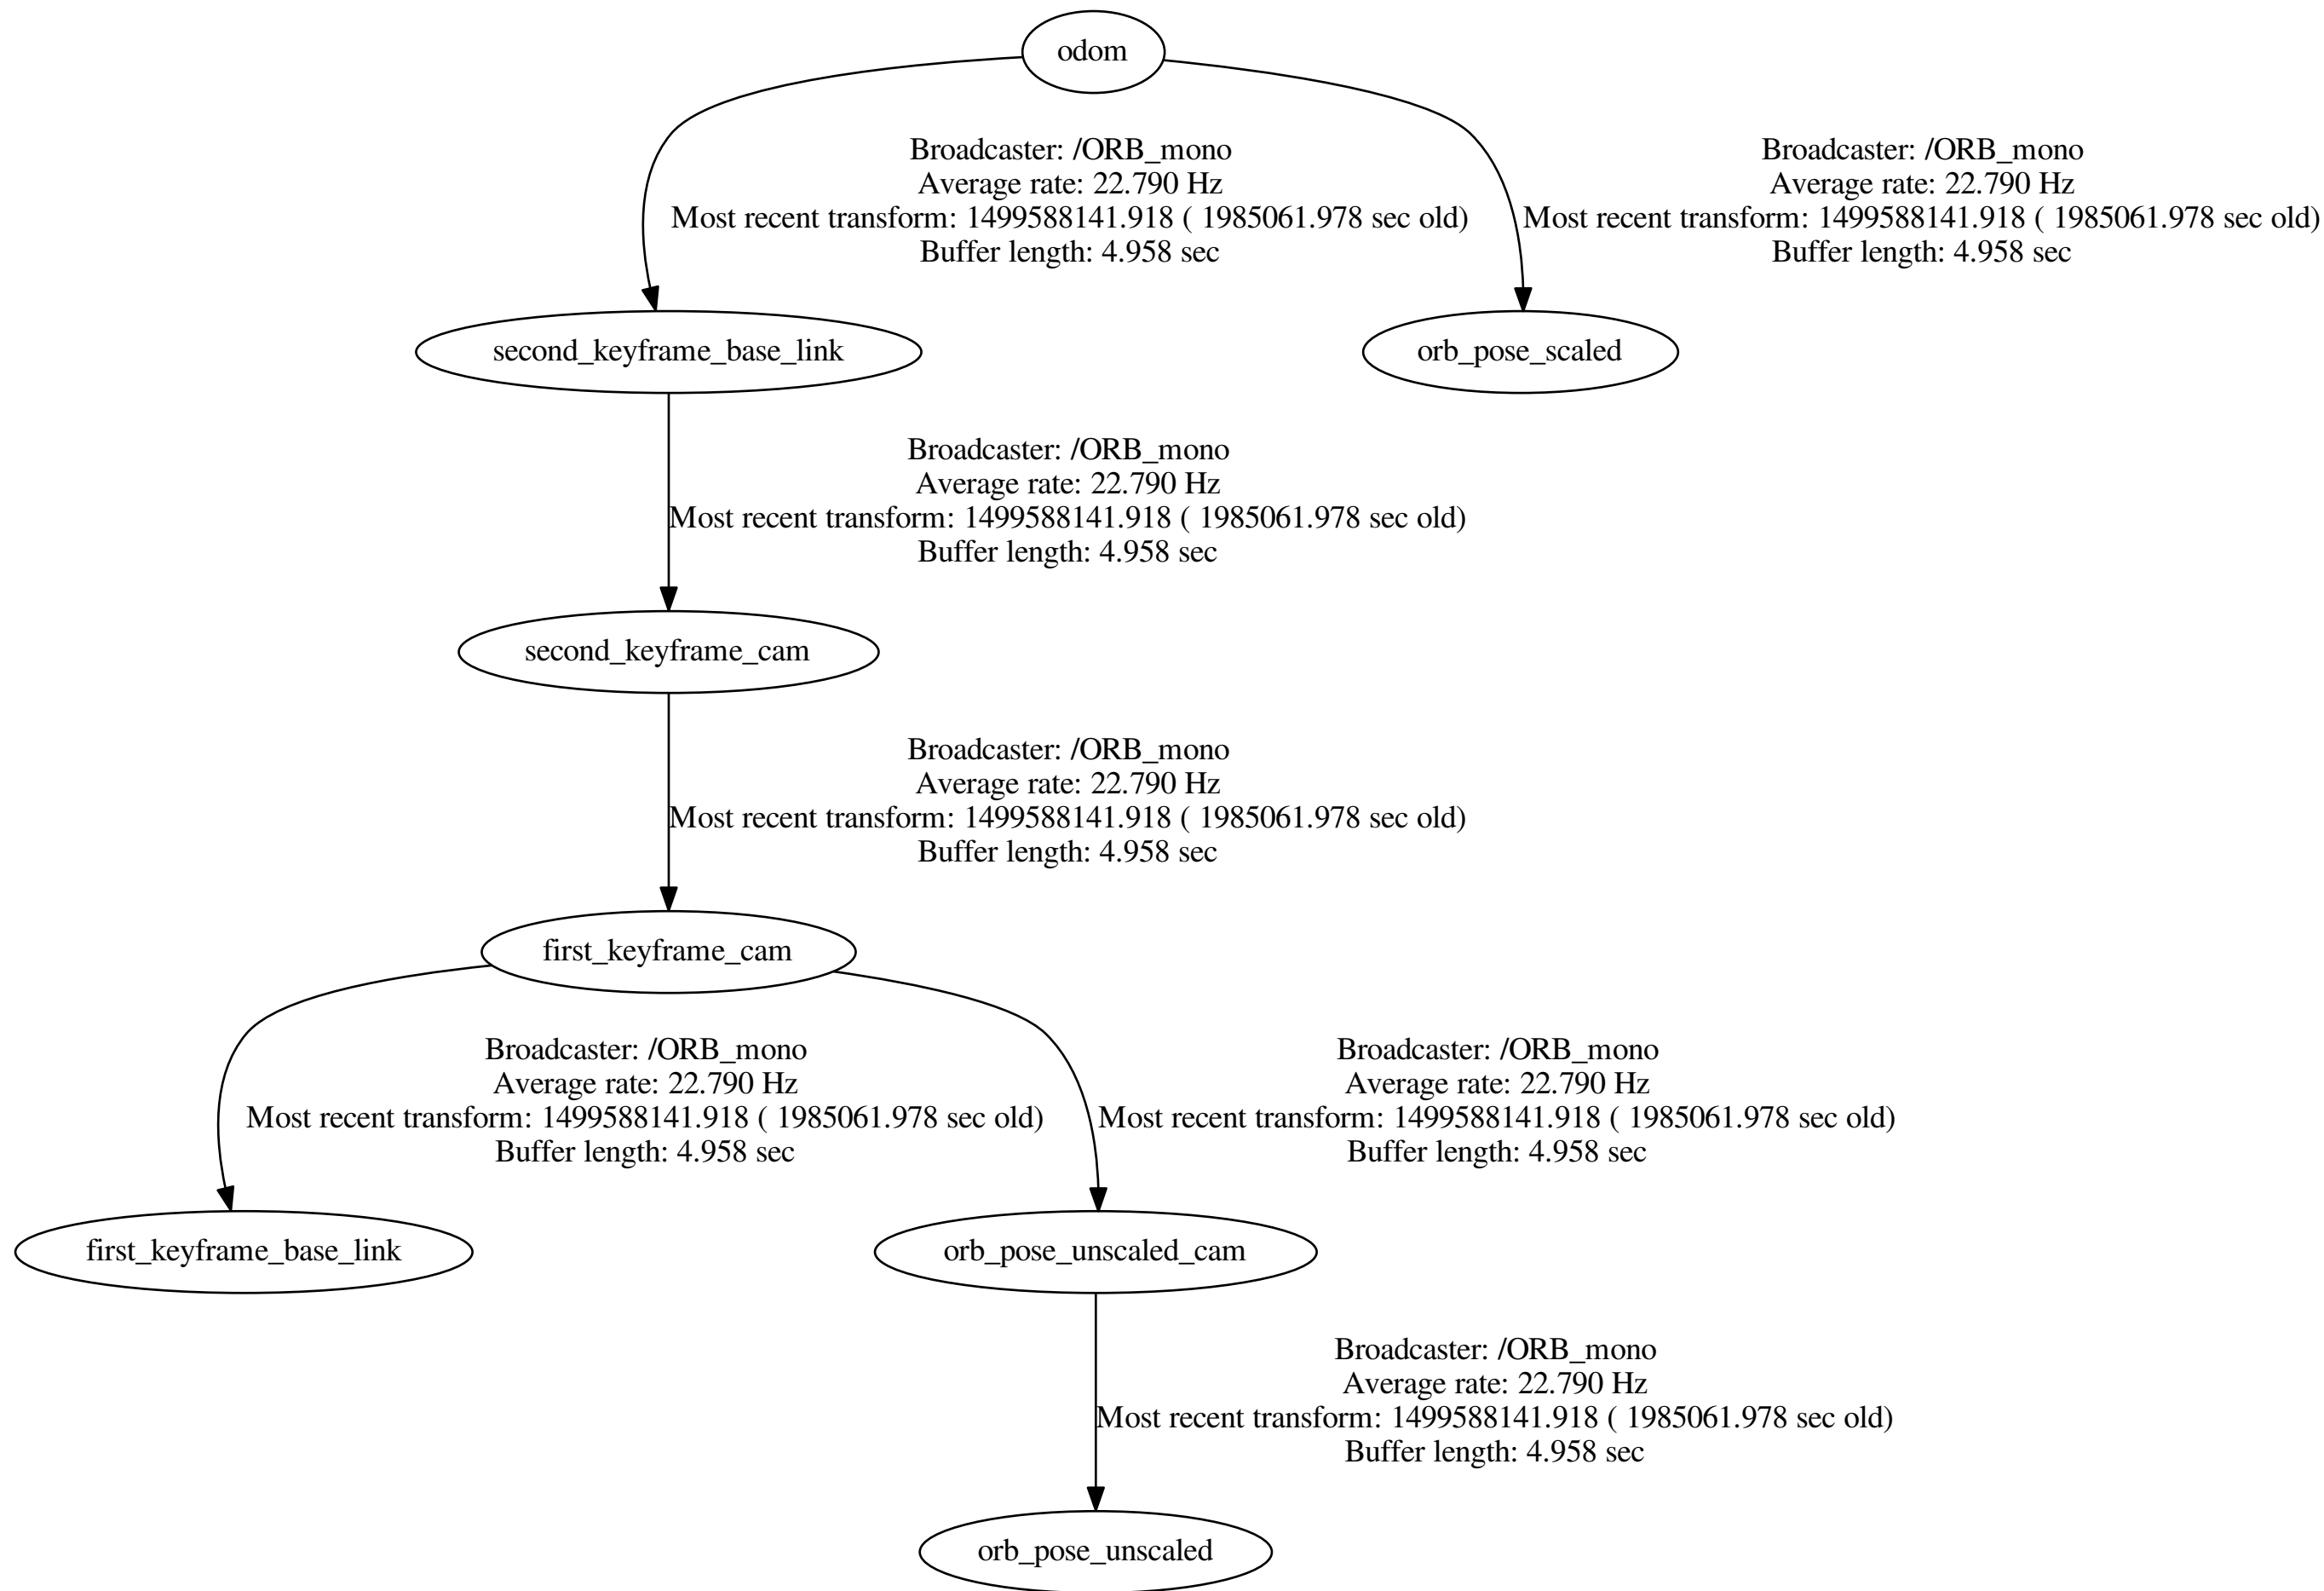 odom
Broadcaster: /ORB_mono
Average rate: 22.790 Hz
Most recent transform: 1499588141.918 ( 1985061.978 sec old)
Buffer length: 4.958 sec
Broadcaster: /ORB_mono
Average rate: 22.790 Hz
Most recent transform: 1499588141.918 ( 1985061.978 sec old)
Buffer length: 4.958 sec
second_keyframe_base_link
orb_pose_scaled
Broadcaster: /ORB_mono
Average rate: 22.790 Hz
Most recent transform: 1499588141.918 ( 1985061.978 sec old)
Buffer length: 4.958 sec
second_keyframe_cam
Broadcaster: /ORB_mono
Average rate: 22.790 Hz
Most recent transform: 1499588141.918 ( 1985061.978 sec old)
Buffer length: 4.958 sec
first_keyframe_cam
Broadcaster: /ORB_mono
Average rate: 22.790 Hz
Most recent transform: 1499588141.918 ( 1985061.978 sec old)
Buffer length: 4.958 sec
Broadcaster: /ORB_mono
Average rate: 22.790 Hz
Most recent transform: 1499588141.918 ( 1985061.978 sec old)
Buffer length: 4.958 sec
first_keyframe_base_link
orb_pose_unscaled_cam
Broadcaster: /ORB_mono
Average rate: 22.790 Hz
Most recent transform: 1499588141.918 ( 1985061.978 sec old)
Buffer length: 4.958 sec
orb_pose_unscaled